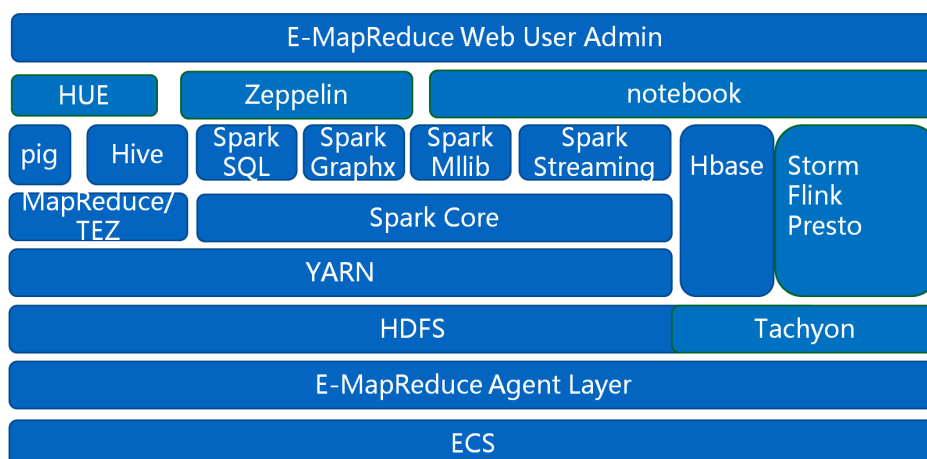 E-MapReduce Web User Admin
HUE
Zeppelin
notebook
pig
Hive
Spark
SQL
Spark
Graphx
Spark
Mllib
Spark
Streaming
Hbase
Storm
Flink
Presto
MapReduce/
TEZ
Spark Core
YARN
HDFS
Tachyon
E-MapReduce Agent Layer
ECS